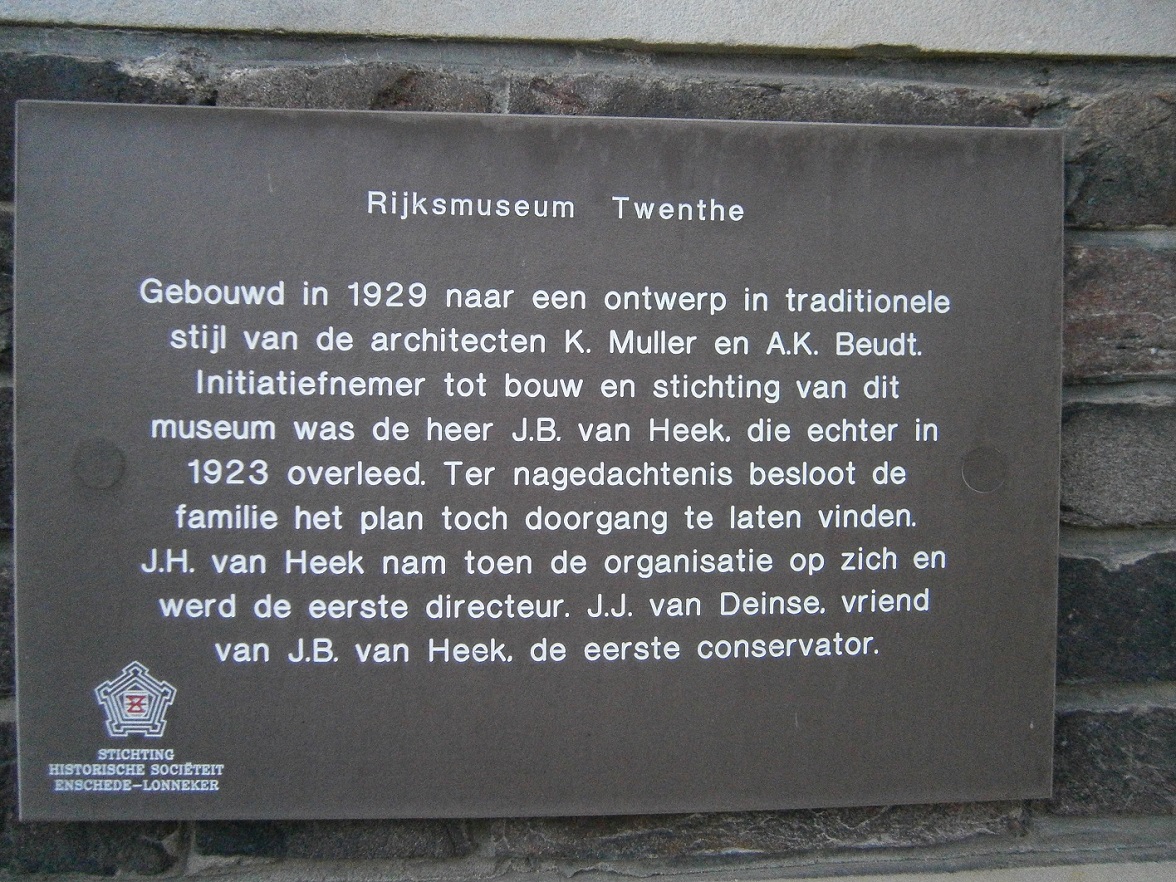 Rijksmuseum Twenthe
Gebouwd in 1929 naar een ontwerp in traditionele
stijl van de architecten K. Muller en A.K. Beudt.
Initiatiefnemer tot bouw en stichting van dit
museum was de heer J.B. van Heek, die echter in
1923 overleed. Ter nagedachtenis besloot de
familie het plan toch doorgang te laten vinden.
J.H. van Heek nam toen de organisatie op zich en
werd de eerste directeur. J.J. van Deinse, vriend
van J.B. van Heek, de eerste conservator.
STICHTING
HISTORISCHE SOCIËTEIT
ENSCHEDE-LONNEKER